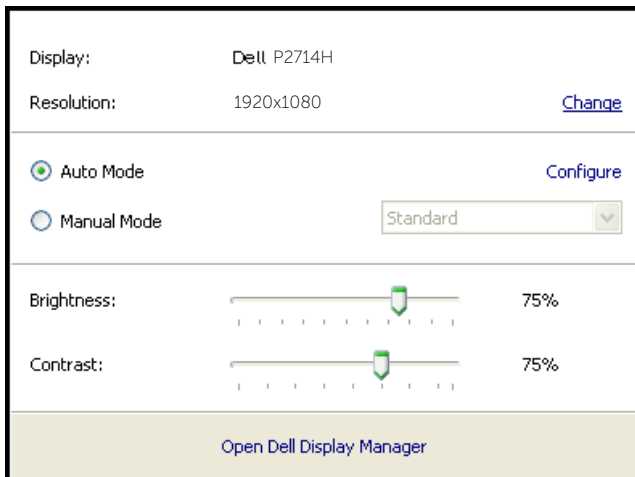 Display: Dell P2714H
Resolution: 1920x1080 Change
Auto Mode Configure
Manual Mode Standard
Brightness: 75%
Contrast: 75%
Open Dell Display Manager